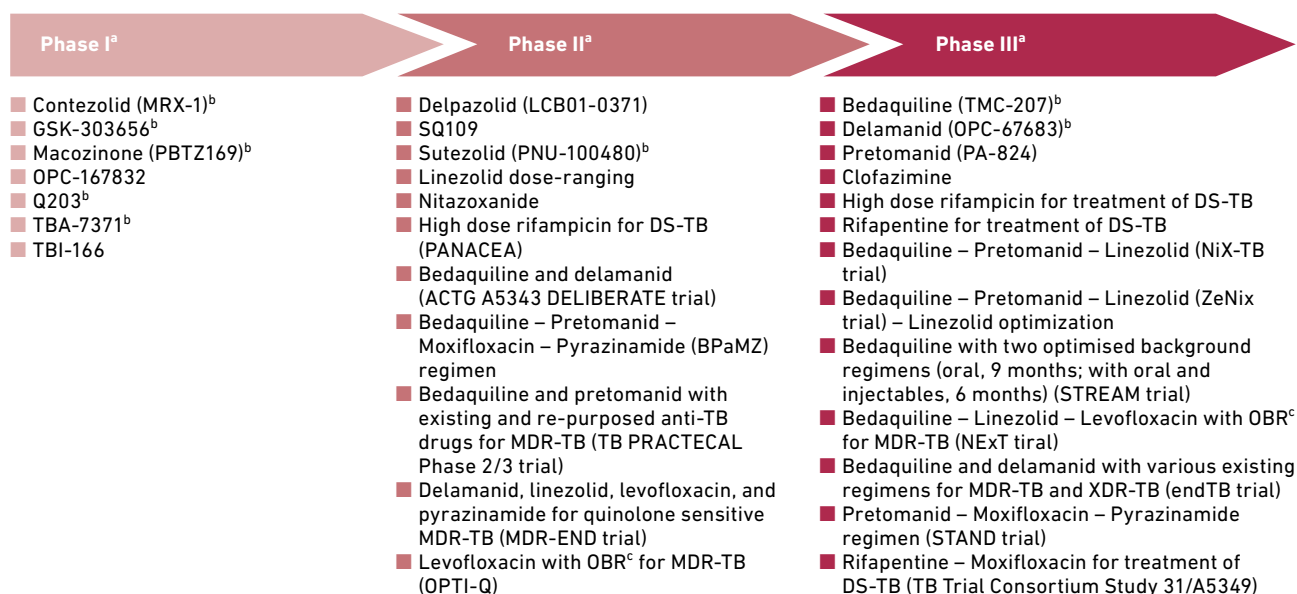 Phase Iᵃ
Contezolid (MRX-1)ᵇ
GSK-303656ᵇ
Macozinone (PBTZ169)ᵇ
OPC-167832
Q203ᵇ
TBA-7371ᵇ
TBI-166
Phase IIᵃ
Delpazolid (LCB01-0371)
SQ109
Sutezolid (PNU-100480)ᵇ
Linezolid dose-ranging
Nitazoxanide
High dose rifampicin for DS-TB
(PANACEA)
Bedaquiline and delamanid
(ACTG A5343 DELIBERATE trial)
Bedaquiline – Pretomanid –
Moxifloxacin – Pyrazinamide (BPaMZ)
regimen
Bedaquiline and pretomanid with
existing and re-purposed anti-TB
drugs for MDR-TB (TB PRACTECAL
Phase 2/3 trial)
Delamanid, linezolid, levofloxacin, and
pyrazinamide for quinolone sensitive
MDR-TB (MDR-END trial)
Levofloxacin with OBRᶜ for MDR-TB
(OPTI-Q)
Phase IIIᵃ
Bedaquiline (TMC-207)ᵇ
Delamanid (OPC-67683)ᵇ
Pretomanid (PA-824)
Clofazimine
High dose rifampicin for treatment of DS-TB
Rifapentine for treatment of DS-TB
Bedaquiline – Pretomanid – Linezolid (NiX-TB
trial)
Bedaquiline – Pretomanid – Linezolid (ZeNix
trial) – Linezolid optimization
Bedaquiline with two optimised background
regimens (oral, 9 months; with oral and
injectables, 6 months) (STREAM trial)
Bedaquiline – Linezolid – Levofloxacin with OBRᶜ
for MDR-TB (NExT tiral)
Bedaquiline and delamanid with various existing
regimens for MDR-TB and XDR-TB (endTB trial)
Pretomanid – Moxifloxacin – Pyrazinamide
regimen (STAND trial)
Rifapentine – Moxifloxacin for treatment of
DS-TB (TB Trial Consortium Study 31/A5349)